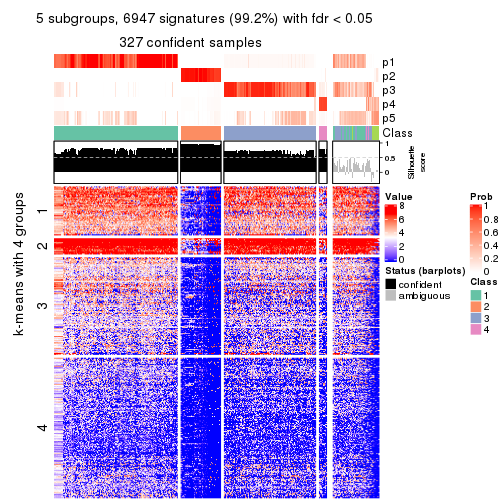 5 subgroups, 6947 signatures (99.2%) with fdr < 0.05
327 confident samples
p1
p2
p3
p4
p5
Class
1
0.5
0
Silhouette
score
k-means with 4 groups
1
2
3
4
Value
8
6
4
2
0
Status (barplots)
confident
ambiguous
Prob
1
0.8
0.6
0.4
0.2
0
Class
1
2
3
4